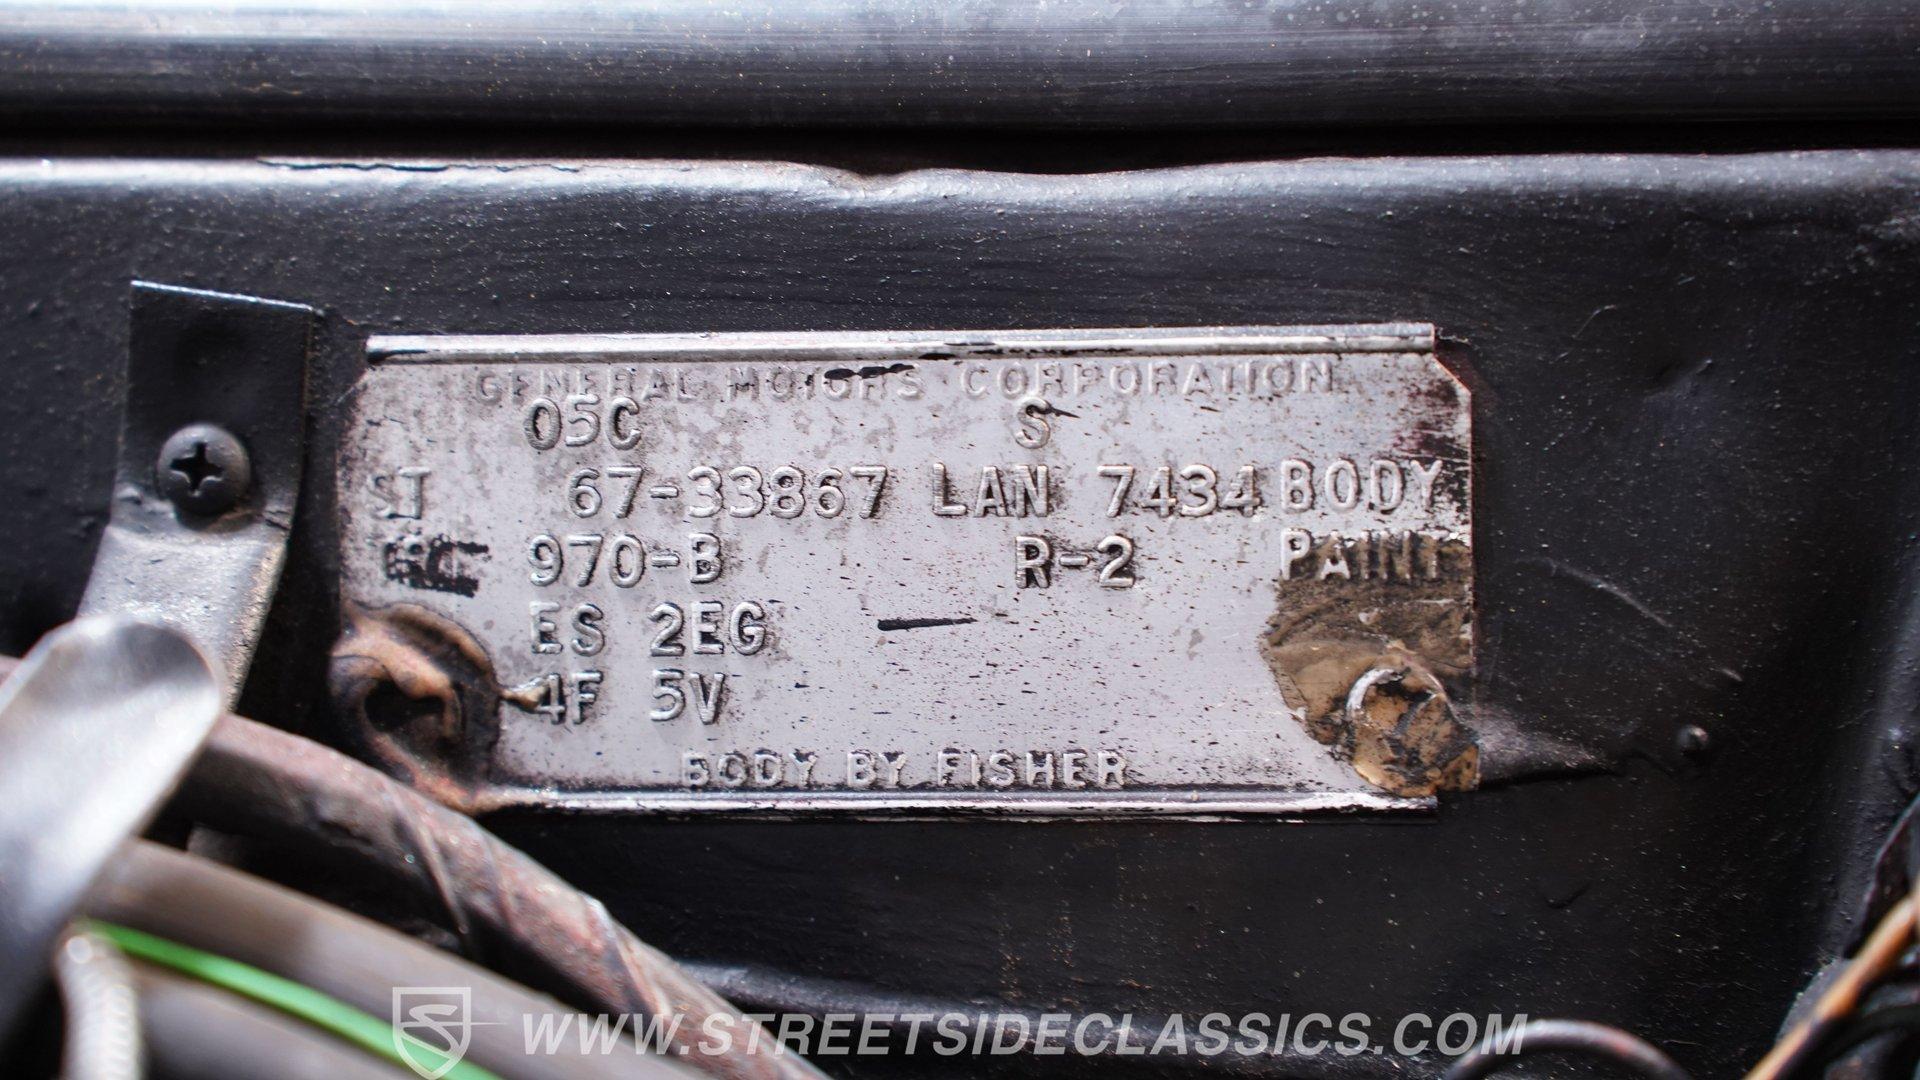 GENERAL MOTORS CORPORATION
05C S
ST 67-33867 LAN 7434 BODY
970-B R-2 PAINT
ES 2EG
4F 5V
BODY BY FISHER
WWW.STREETSIDECLASSICS.COM